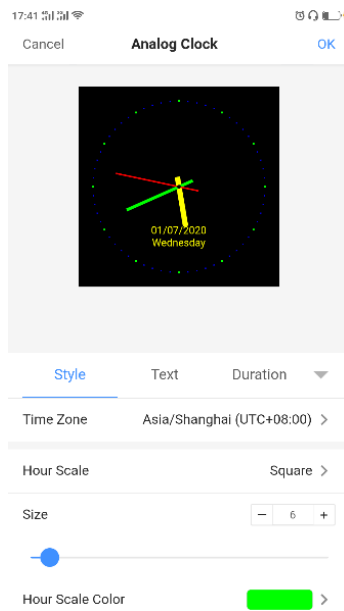 17:41
Cancel Analog Clock OK
01/07/2020
Wednesday
Style Text Duration
Time Zone Asia/Shanghai (UTC+08:00)
Hour Scale Square
Size 6
Hour Scale Color